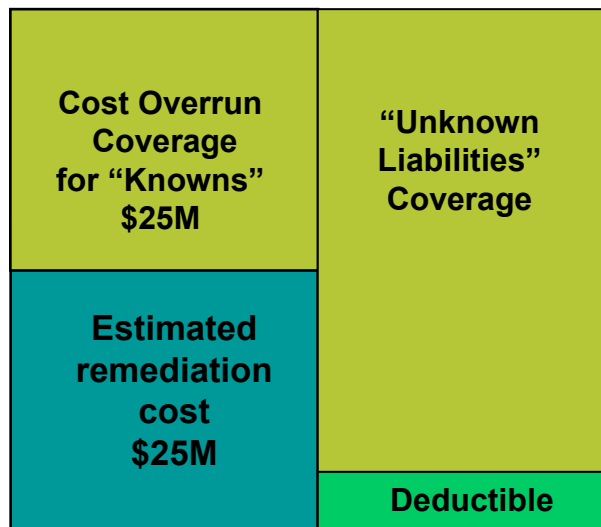 Cost Overrun
Coverage
for “Knowns”
$25M
“Unknown
Liabilities”
Coverage
Estimated
remediation
cost
$25M
Deductible